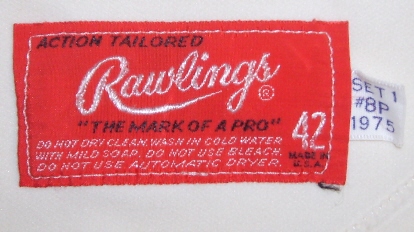 ACTION TAILORED
Rawlings®
"THE MARK OF A PRO"
42
DO NOT DRY CLEAN. WASH IN COLD WATER
WITH MILD SOAP. DO NOT USE BLEACH.
DO NOT USE AUTOMATIC DRYER.
MADE IN
U.S.A.
SET 1
#8P
1975